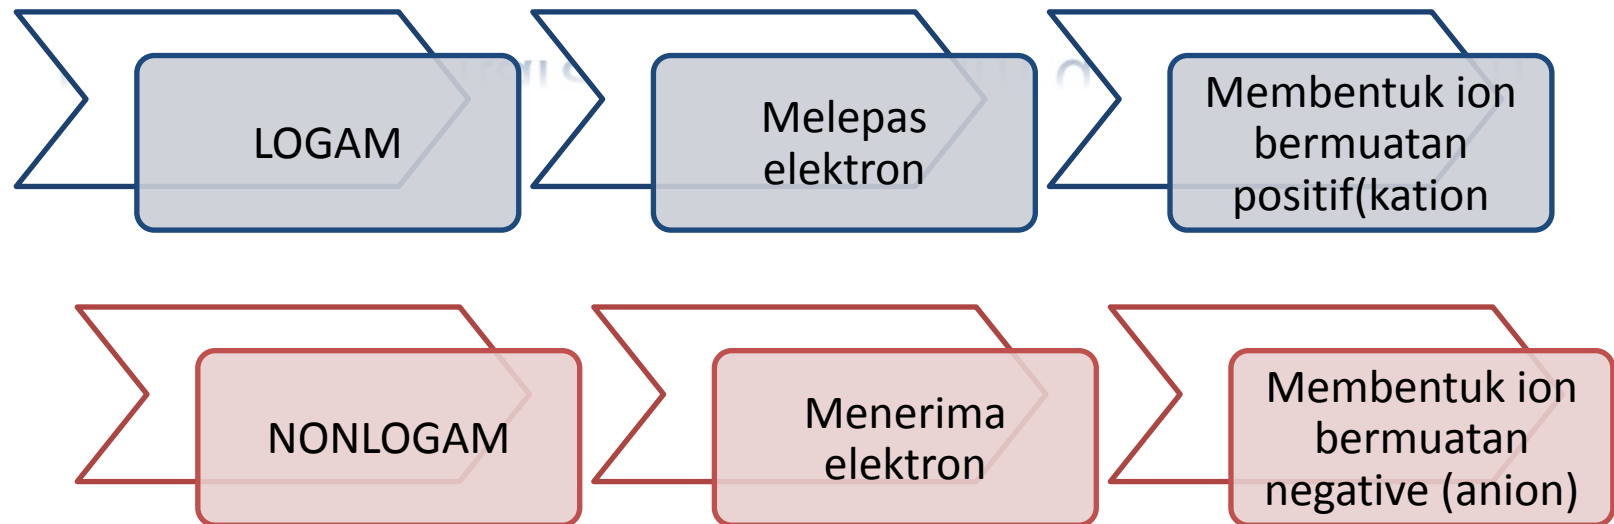 LOGAM
Melepas
elektron
Membentuk ion
bermuatan
positif(kation
NONLOGAM
Menerima
elektron
Membentuk ion
bermuatan
negative (anion)